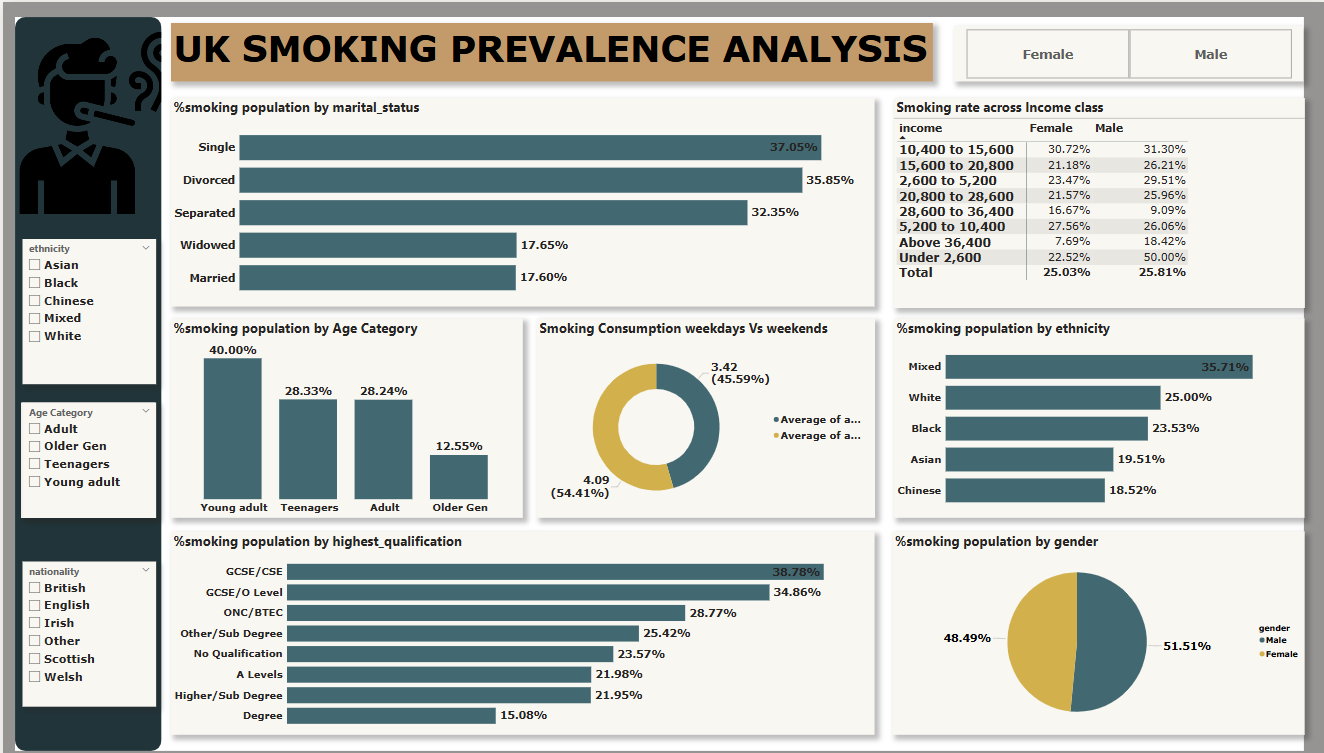 UK SMOKING PREVALENCE ANALYSIS
Female Male
ethnicity
Asian
Black
Chinese
Mixed
White
Age Category
Adult
Older Gen
Teenagers
Young adult
nationality
British
English
Irish
Other
Scottish
Welsh
%smoking population by marital_status
Single 37.05%
Divorced 35.85%
Separated 32.35%
Widowed 17.65%
Married 17.60%
Smoking rate across Income class
income Female Male
10,400 to 15,600 30.72% 31.30%
15,600 to 20,800 21.18% 26.21%
2,600 to 5,200 23.47% 29.51%
20,800 to 28,600 21.57% 25.96%
28,600 to 36,400 16.67% 9.09%
5,200 to 10,400 27.56% 26.06%
Above 36,400 7.69% 18.42%
Under 2,600 22.52% 50.00%
Total 25.03% 25.81%
%smoking population by Age Category
40.00%
28.33% 28.24%
12.55%
Young adult Teenagers Adult Older Gen
Smoking Consumption weekdays Vs weekends
3.42
(45.59%)
4.09
(54.41%)
Average of a...
Average of a...
%smoking population by ethnicity
Mixed 35.71%
White 25.00%
Black 23.53%
Asian 19.51%
Chinese 18.52%
%smoking population by highest_qualification
GCSE/CSE 38.78%
GCSE/O Level 34.86%
ONC/BTEC 28.77%
Other/Sub Degree 25.42%
No Qualification 23.57%
A Levels 21.98%
Higher/Sub Degree 21.95%
Degree 15.08%
%smoking population by gender
48.49% 51.51%
gender
Male
Female